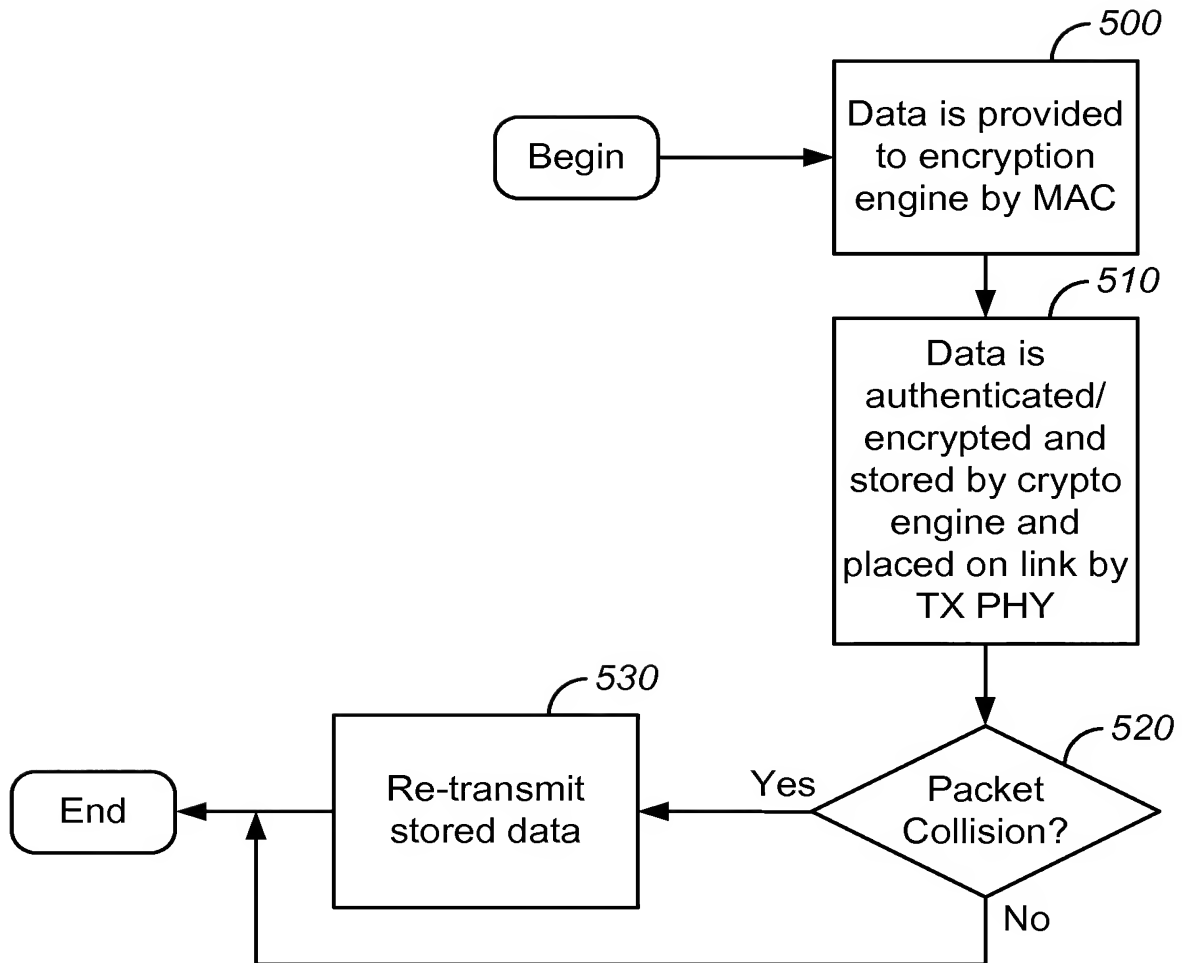 500
Data is provided
to encryption
engine by MAC
Begin
510
Data is
authenticated/
encrypted and
stored by crypto
engine and
placed on link by
TX PHY
520
Packet
Collision?
Yes
No
530
Re-transmit
stored data
End